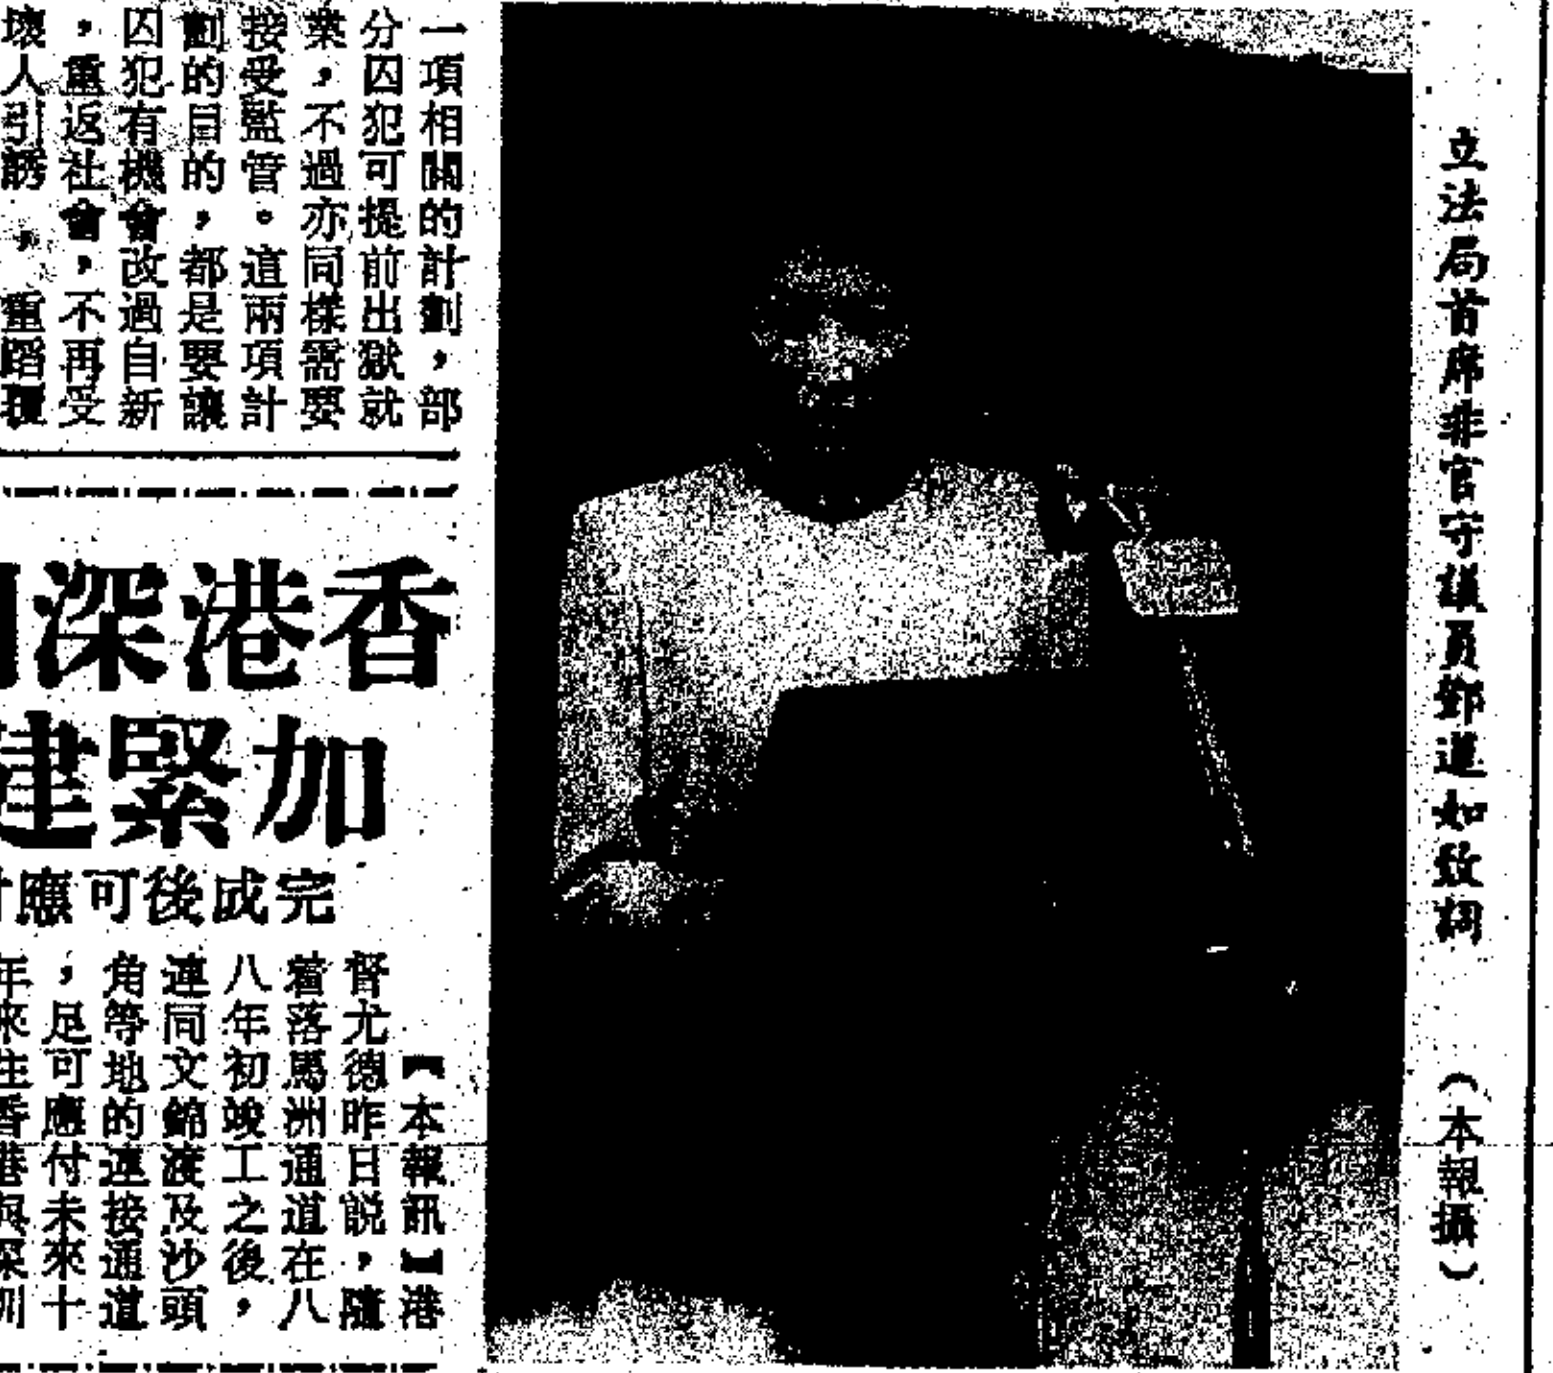 立法局首席非官守議員鄧蓮如致詞 （本報攝）
一項相關的計劃，部
分囚犯可提前出獄就
業，不過亦同樣需要
接受監管。這兩項計
劃的目的，都是要讓
囚犯有機會改過自新
，重返社會，不再受
壞人引誘，重蹈覆
香港深
加緊建
完成後可應
【本報訊】港
督尤德昨日說，隨
着落馬洲通道在八
八年初竣工之後，
連同文錦渡及沙頭
角等地的連接通道
，足可應付未來十
年來往香港與深圳